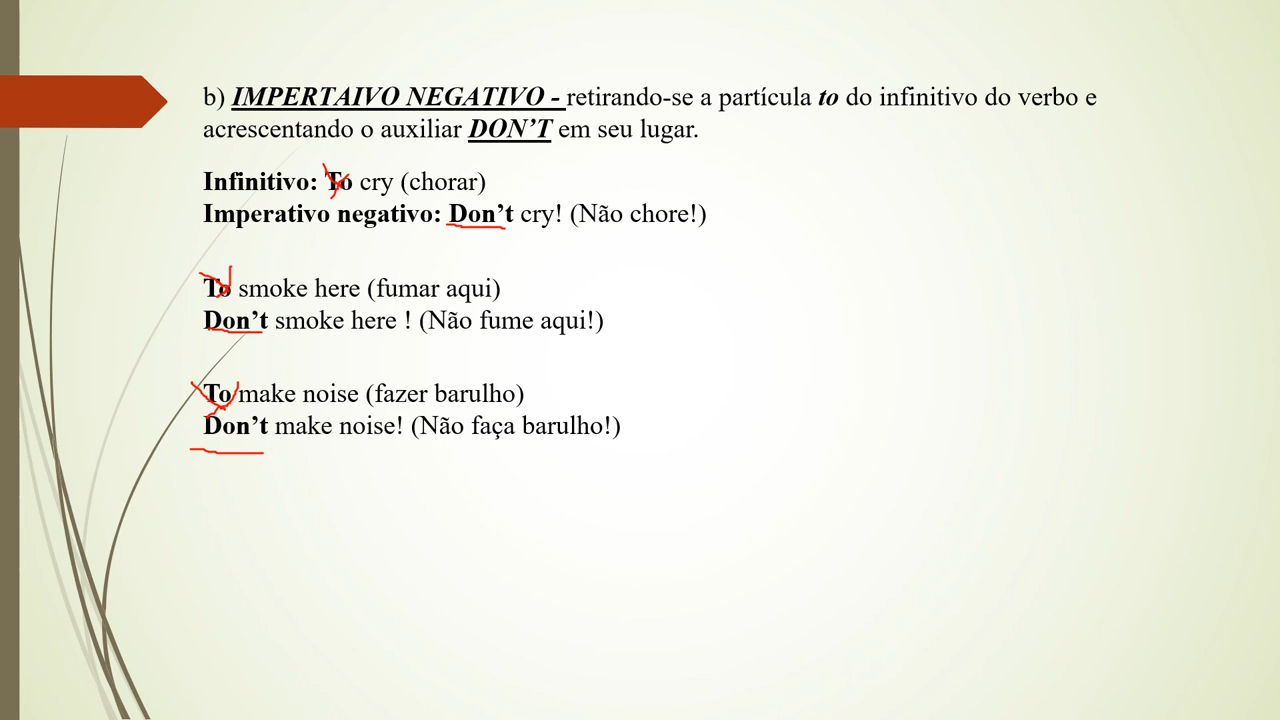 b) IMPERTAIVO NEGATIVO - retirando-se a partícula to do infinitivo do verbo e
acrescentando o auxiliar DON’T em seu lugar.
Infinitivo: To cry (chorar)
Imperativo negativo: Don’t cry! (Não chore!)
To smoke here (fumar aqui)
Don’t smoke here ! (Não fume aqui!)
To make noise (fazer barulho)
Don’t make noise! (Não faça barulho!)